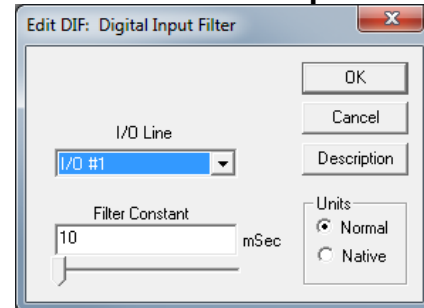 Edit DIF: Digital Input Filter
OK
Cancel
I/O Line
I/O #1
Description
Filter Constant
10
mSec
Units
Normal
Native